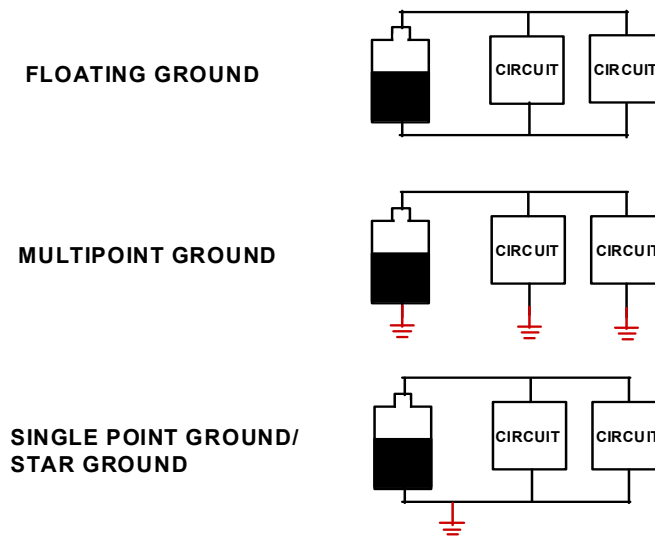 FLOATING GROUND
CIRCUIT
CIRCUIT
MULTIPOINT GROUND
CIRCUIT
CIRCUIT
SINGLE POINT GROUND/
STAR GROUND
CIRCUIT
CIRCUIT